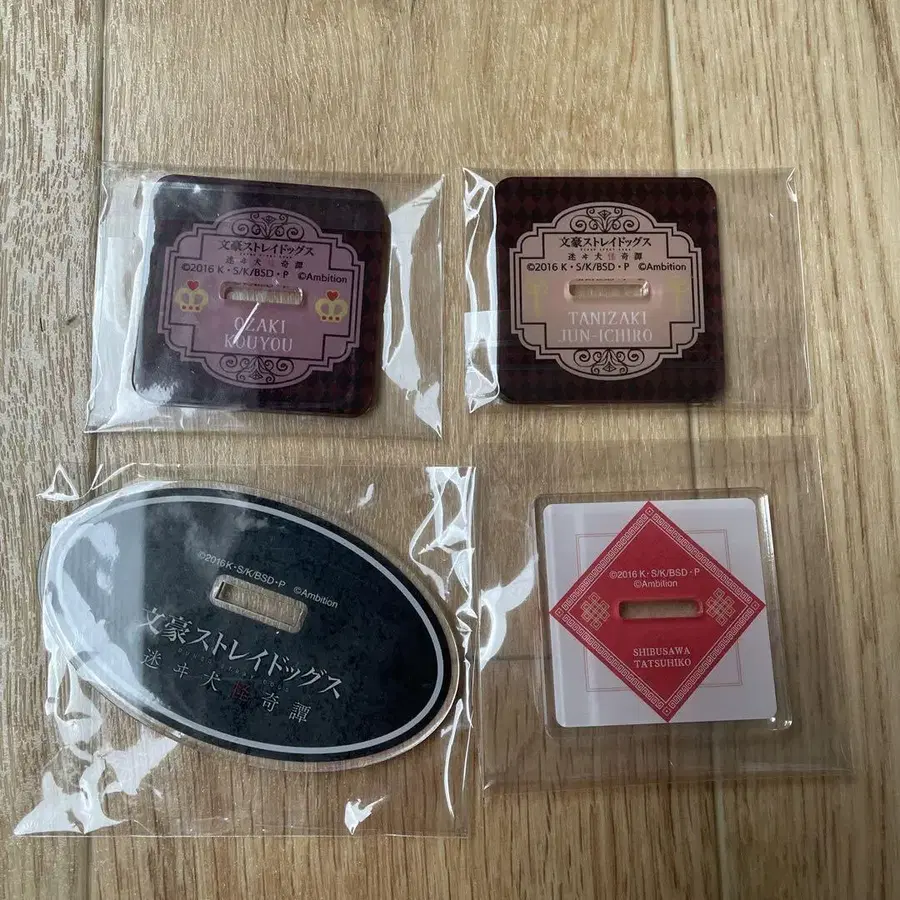 文豪ストレイドッグス
迷ヰ犬怪奇譚
©2016 K・S/K/BSD・P ©Ambition
OZAKI
KOUYOU
文豪ストレイドッグス
迷ヰ犬怪奇譚
©2016 K・S/K/BSD・P ©Ambition
TANIZAKI
JUN-ICHIRO
©2016 K・S/K/BSD・P
©Ambition
文豪ストレイドッグス
迷ヰ犬怪奇譚
©2016 K・S/K/BSD・P
©Ambition
SHIBUSAWA
TATSUHIKO